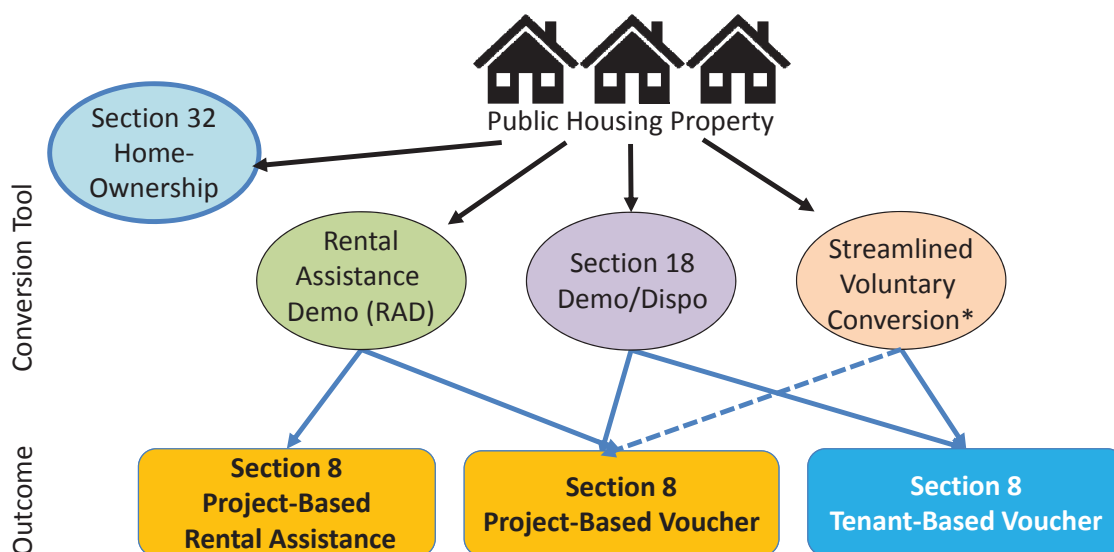 Public Housing Property
Section 32
Home-
Ownership
Conversion Tool
Rental
Assistance
Demo (RAD)
Section 18
Demo/Dispo
Streamlined
Voluntary
Conversion*
Outcome
Section 8
Project-Based
Rental Assistance
Section 8
Project-Based Voucher
Section 8
Tenant-Based Voucher